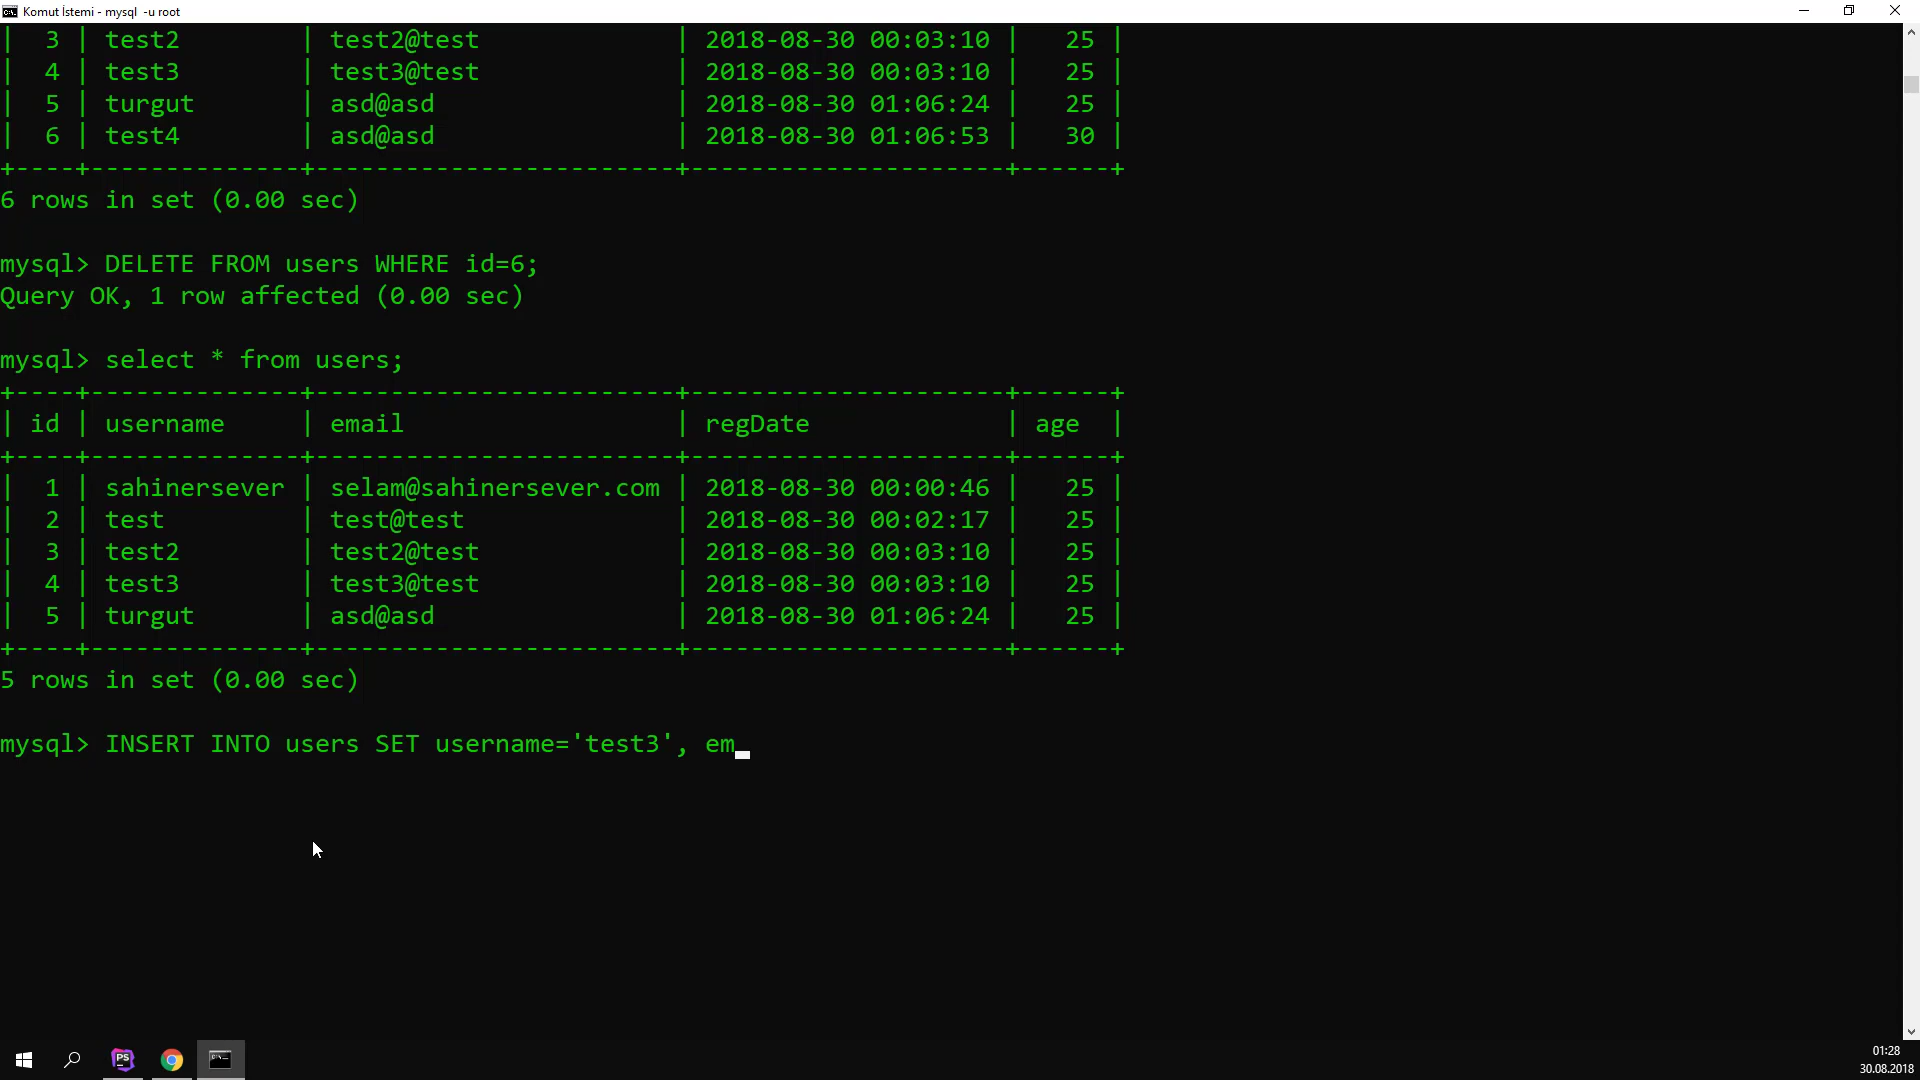 Komut İstemi - mysql  -u root
|  3 | test2        | test2@test             | 2018-08-30 00:03:10 |   25 |
|  4 | test3        | test3@test             | 2018-08-30 00:03:10 |   25 |
|  5 | turgut       | asd@asd                | 2018-08-30 01:06:24 |   25 |
|  6 | test4        | asd@asd                | 2018-08-30 01:06:53 |   30 |
+----+--------------+------------------------+---------------------+------+
6 rows in set (0.00 sec)
mysql> DELETE FROM users WHERE id=6;
Query OK, 1 row affected (0.00 sec)
mysql> select * from users;
+----+--------------+------------------------+---------------------+------+
| id | username     | email                  | regDate             | age  |
+----+--------------+------------------------+---------------------+------+
|  1 | sahinersever | selam@sahinersever.com | 2018-08-30 00:00:46 |   25 |
|  2 | test         | test@test              | 2018-08-30 00:02:17 |   25 |
|  3 | test2        | test2@test             | 2018-08-30 00:03:10 |   25 |
|  4 | test3        | test3@test             | 2018-08-30 00:03:10 |   25 |
|  5 | turgut       | asd@asd                | 2018-08-30 01:06:24 |   25 |
+----+--------------+------------------------+---------------------+------+
5 rows in set (0.00 sec)
mysql> INSERT INTO users SET username='test3', em_
PS
01:28
30.08.2018